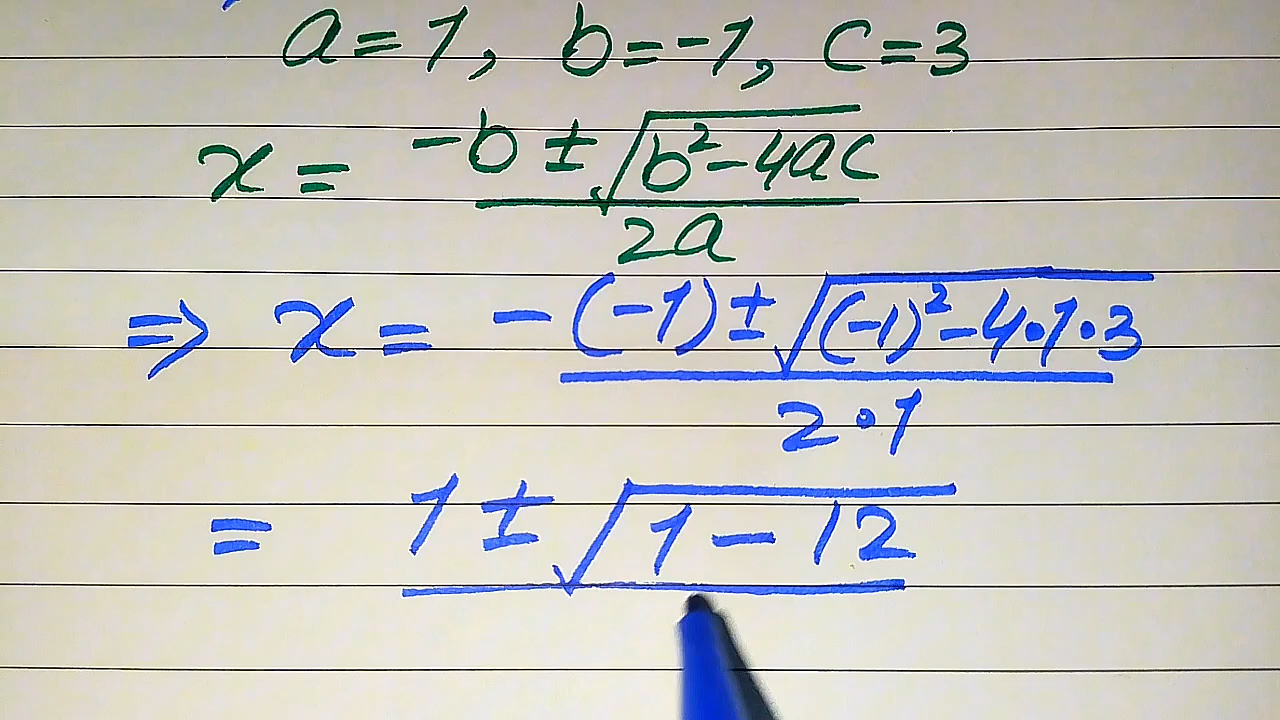 a=1, b=-1, c=3
x = -b ± √b²-4ac
2a
⇒ x = -(-1) ± √(-1)²-4·1·3
2·1
= 1 ± √1-12